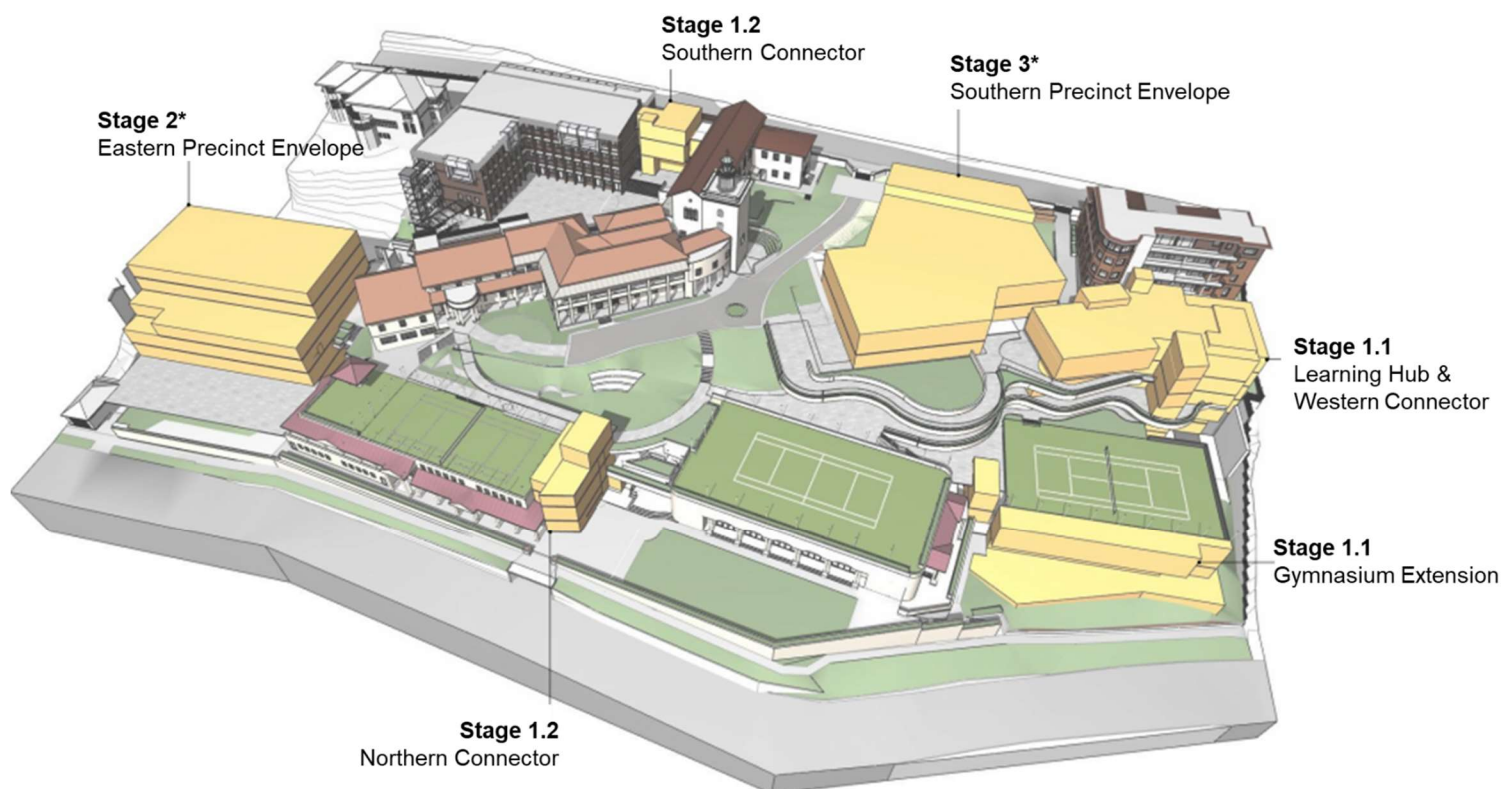 Stage 1.2
Southern Connector
Stage 3*
Southern Precinct Envelope
Stage 2*
Eastern Precinct Envelope
Stage 1.1
Learning Hub &
Western Connector
Stage 1.1
Gymnasium Extension
Stage 1.2
Northern Connector